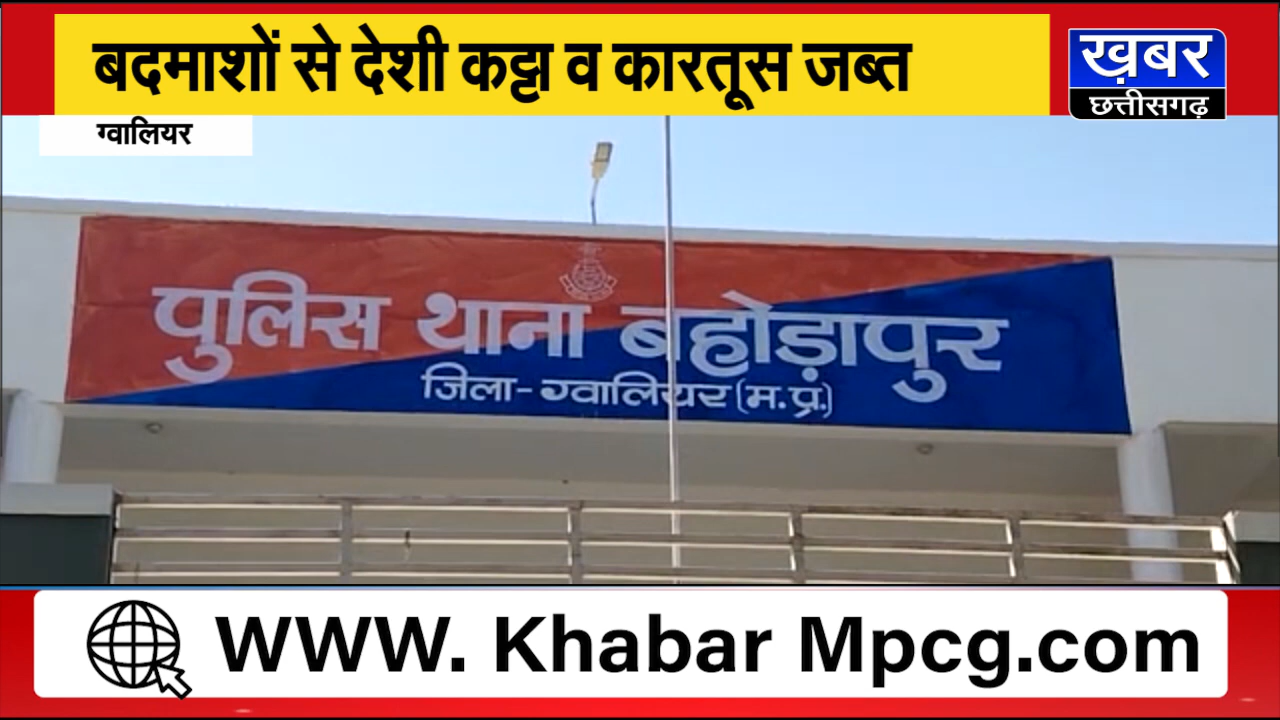 बदमाशों से देशी कट्टा व कारतूस जब्त
ख़बर
छत्तीसगढ़
ग्वालियर
पुलिस थाना बहोड़ापुर
जिला-ग्वालियर (म.प्र.)
WWW. Khabar Mpcg.com